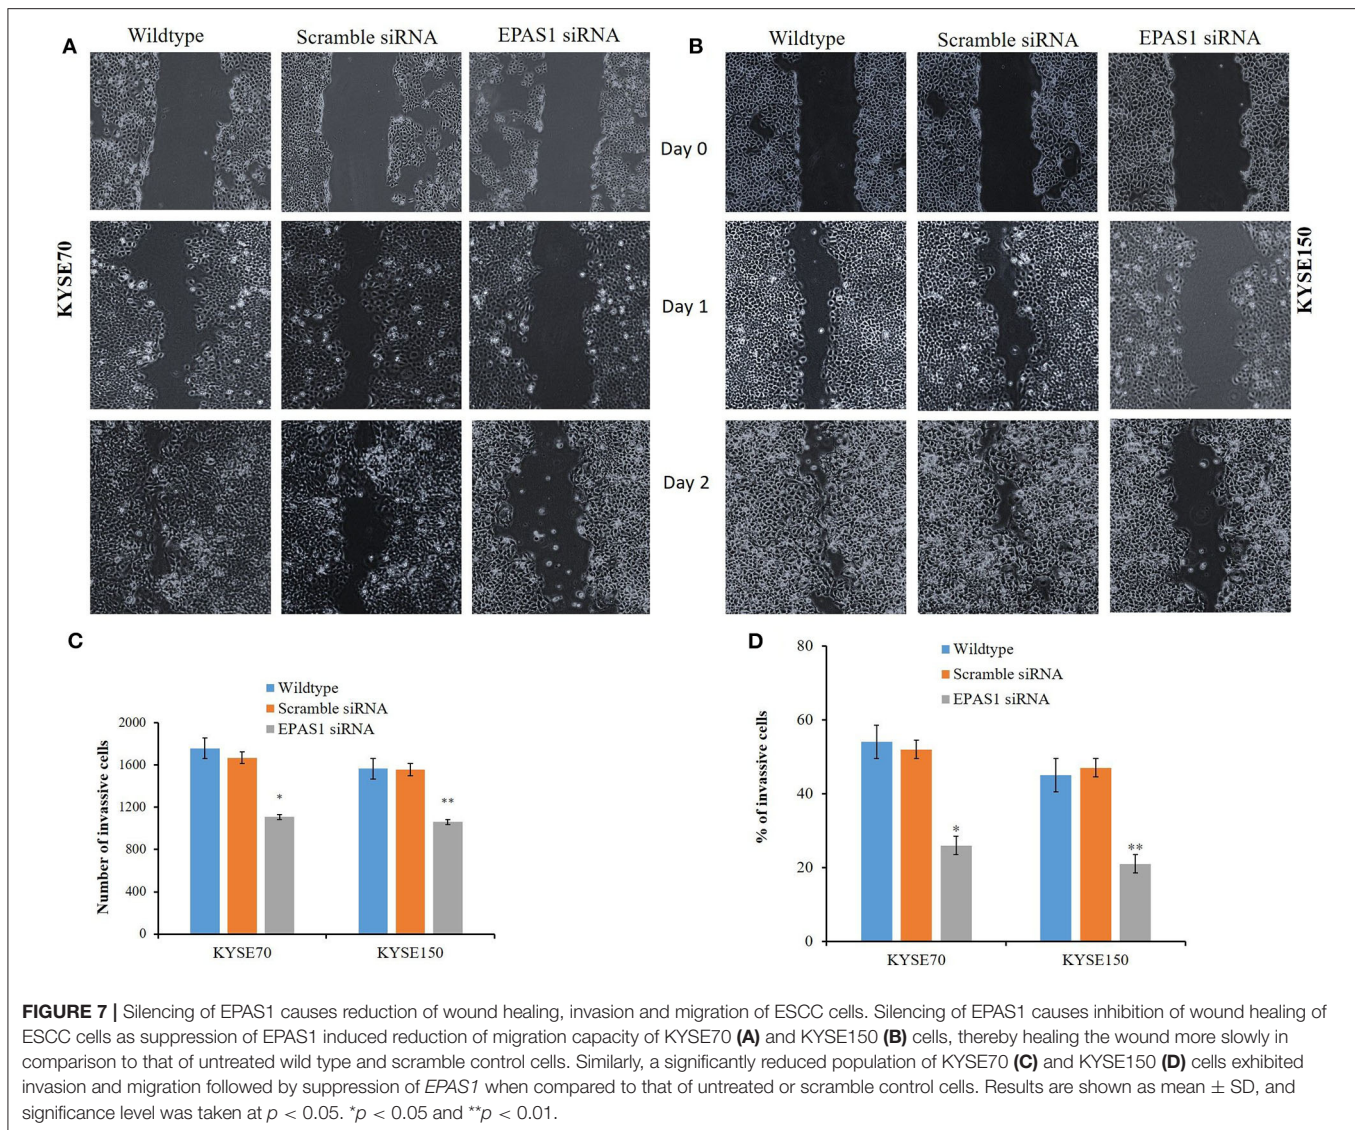 A
Wildtype
Scramble siRNA
EPAS1 siRNA
B
Wildtype
Scramble siRNA
EPAS1 siRNA
Day 0
KYSE70
Day 1
KYSE150
Day 2
C
Wildtype
Scramble siRNA
EPAS1 siRNA
Number of invassive cells
2000
1600
1200
800
400
0
*
**
KYSE70
KYSE150
D
Wildtype
Scramble siRNA
EPAS1 siRNA
% of invassive cells
80
60
40
20
0
*
**
KYSE70
KYSE150
FIGURE 7 | Silencing of EPAS1 causes reduction of wound healing, invasion and migration of ESCC cells. Silencing of EPAS1 causes inhibition of wound healing of
ESCC cells as suppression of EPAS1 induced reduction of migration capacity of KYSE70 (A) and KYSE150 (B) cells, thereby healing the wound more slowly in
comparison to that of untreated wild type and scramble control cells. Similarly, a significantly reduced population of KYSE70 (C) and KYSE150 (D) cells exhibited
invasion and migration followed by suppression of EPAS1 when compared to that of untreated or scramble control cells. Results are shown as mean ± SD, and
significance level was taken at p < 0.05. *p < 0.05 and **p < 0.01.